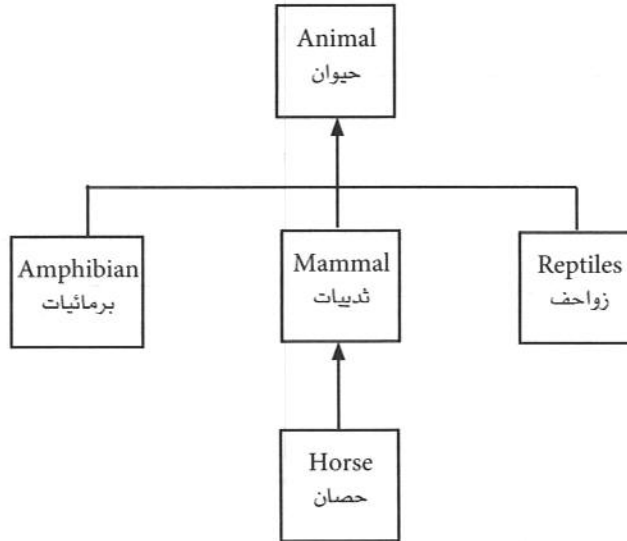 Animal
حيوان
Amphibian
برمائيات
Mammal
ثدييات
Reptiles
زواحف
Horse
حصان